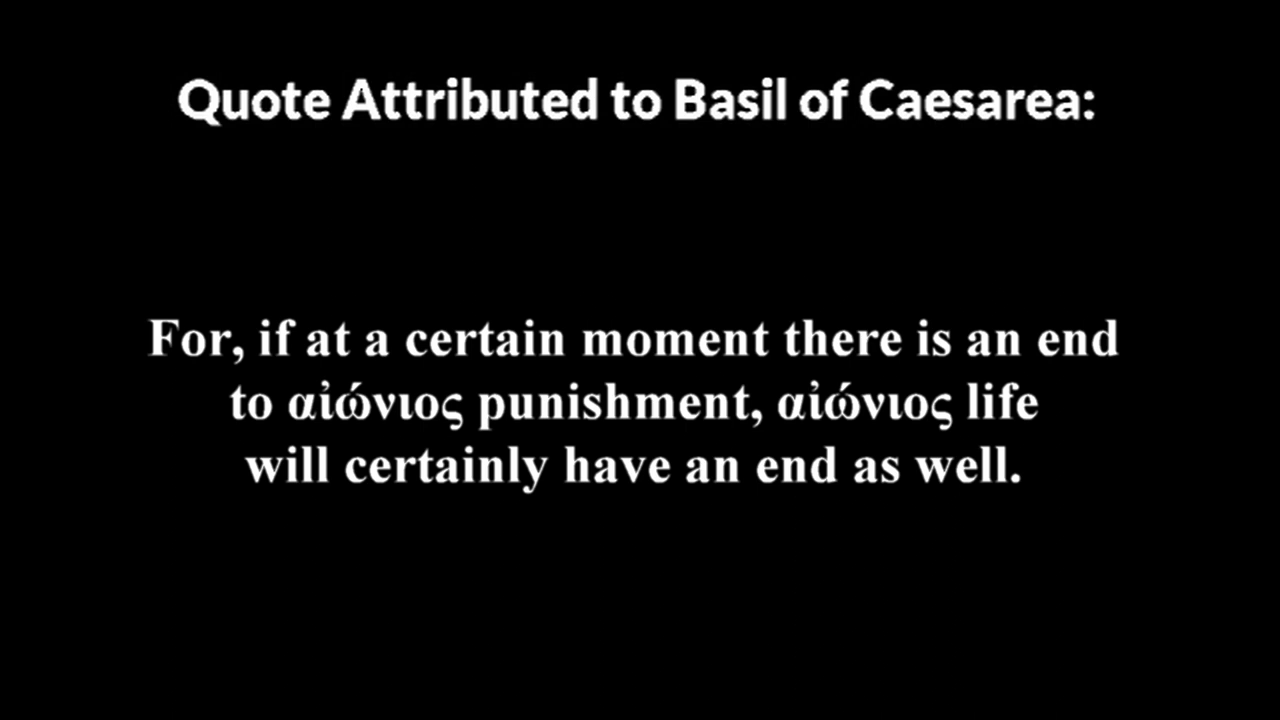 Quote Attributed to Basil of Caesarea:
For, if at a certain moment there is an end
to αἰώνιος punishment, αἰώνιος life
will certainly have an end as well.